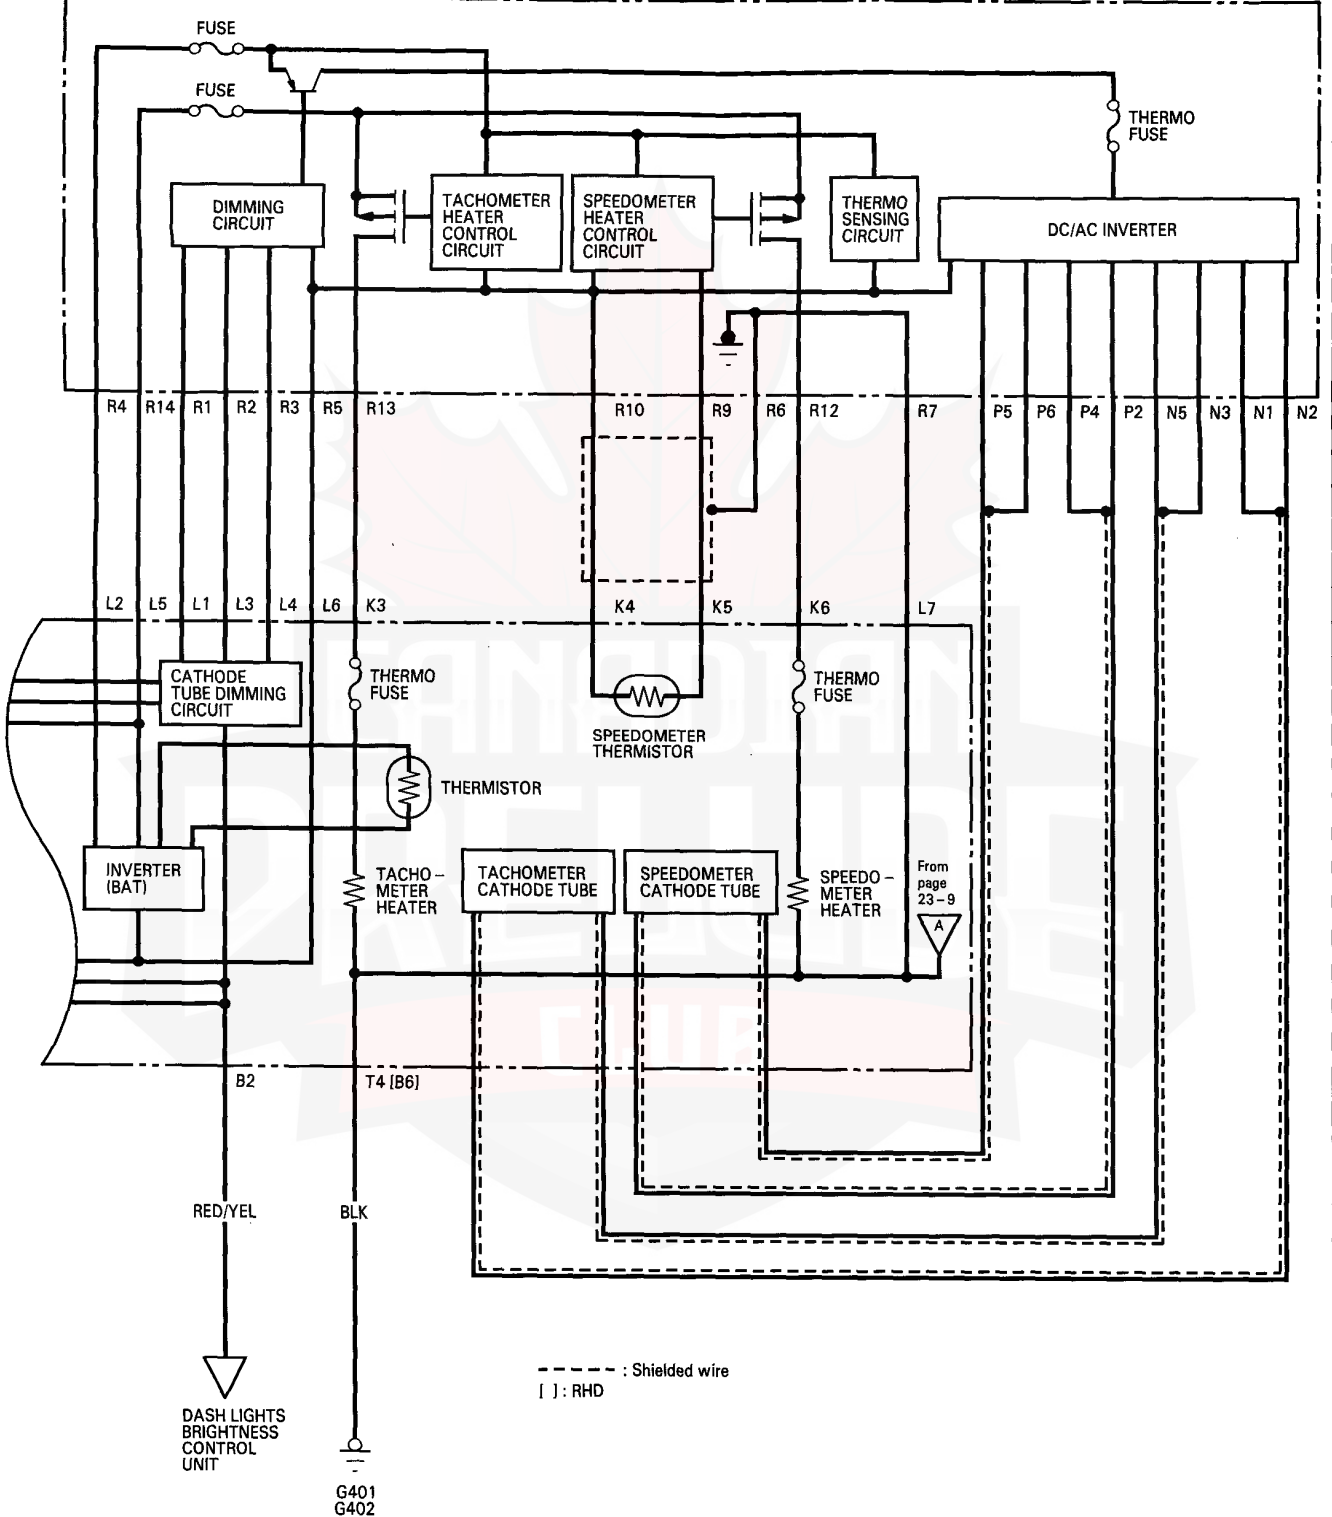 FUSE
FUSE
THERMO
FUSE
DIMMING
CIRCUIT
TACHOMETER
HEATER
CONTROL
CIRCUIT
SPEEDOMETER
HEATER
CONTROL
CIRCUIT
THERMO
SENSING
CIRCUIT
DC/AC INVERTER
R4 R14 R1 R2 R3 R5 R13 R10 R9 R6 R12 R7 P5 P6 P4 P2 N5 N3 N1 N2
L2 L5 L1 L3 L4 L6 K3 K4 K5 K6 L7
CATHODE
TUBE DIMMING
CIRCUIT
THERMO
FUSE
SPEEDOMETER
THERMISTOR
THERMO
FUSE
THERMISTOR
INVERTER
(BAT)
TACHO–
METER
HEATER
TACHOMETER
CATHODE TUBE
SPEEDOMETER
CATHODE TUBE
SPEEDO–
METER
HEATER
From
page
23–9
A
CANADIAN
PRELUDE
CLUB
B2
T4 [B6]
RED/YEL
BLK
: Shielded wire
[ ] : RHD
DASH LIGHTS
BRIGHTNESS
CONTROL
UNIT
G401
G402